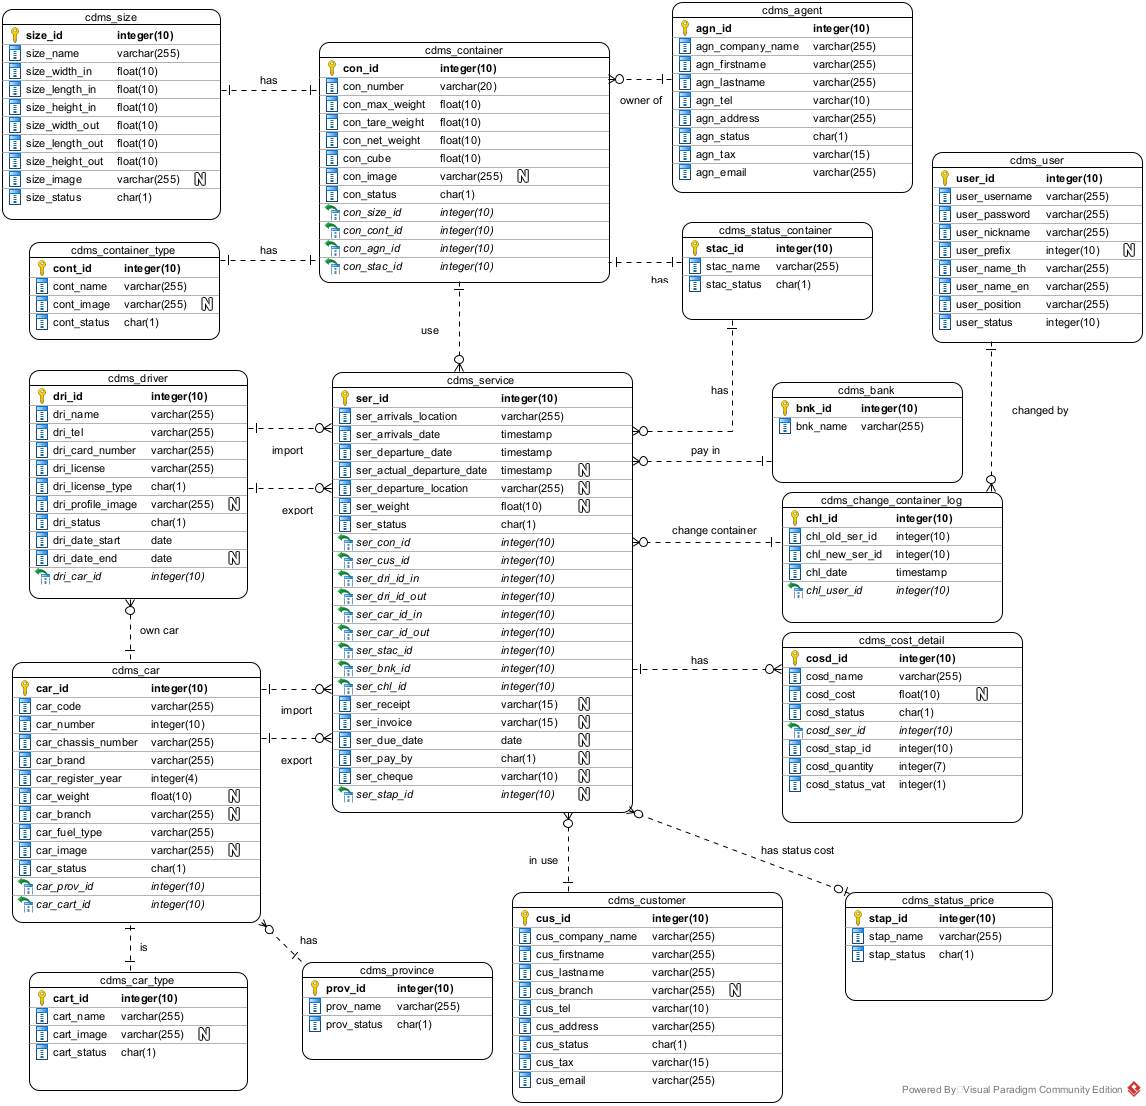 cdms_size
size_id integer(10)
size_name varchar(255)
size_width_in float(10)
size_length_in float(10)
size_height_in float(10)
size_width_out float(10)
size_length_out float(10)
size_height_out float(10)
size_image varchar(255) N
size_status char(1)
has
cdms_container
con_id integer(10)
con_number varchar(20)
con_max_weight float(10)
con_tare_weight float(10)
con_net_weight float(10)
con_cube float(10)
con_image varchar(255) N
con_status char(1)
con_size_id integer(10)
con_cont_id integer(10)
con_agn_id integer(10)
con_stac_id integer(10)
owner of
cdms_agent
agn_id integer(10)
agn_company_name varchar(255)
agn_firstname varchar(255)
agn_lastname varchar(255)
agn_tel varchar(10)
agn_address varchar(255)
agn_status char(1)
agn_tax varchar(15)
agn_email varchar(255)
cdms_user
user_id integer(10)
user_username varchar(255)
user_password varchar(255)
user_nickname varchar(255)
user_prefix integer(10) N
user_name_th varchar(255)
user_name_en varchar(255)
user_position varchar(255)
user_status integer(10)
cdms_container_type
cont_id integer(10)
cont_name varchar(255)
cont_image varchar(255) N
cont_status char(1)
has
has
cdms_status_container
stac_id integer(10)
stac_name varchar(255)
stac_status char(1)
use
has
changed by
cdms_driver
dri_id integer(10)
dri_name varchar(255)
dri_tel varchar(255)
dri_card_number varchar(255)
dri_license varchar(255)
dri_license_type char(1)
dri_profile_image varchar(255) N
dri_status char(1)
dri_date_start date
dri_date_end date N
dri_car_id integer(10)
import
export
cdms_service
ser_id integer(10)
ser_arrivals_location varchar(255)
ser_arrivals_date timestamp
ser_departure_date timestamp
ser_actual_departure_date timestamp N
ser_departure_location varchar(255) N
ser_weight float(10) N
ser_status char(1)
ser_con_id integer(10)
ser_cus_id integer(10)
ser_dri_id_in integer(10)
ser_dri_id_out integer(10)
ser_car_id_in integer(10)
ser_car_id_out integer(10)
ser_stac_id integer(10)
ser_bnk_id integer(10)
ser_chl_id integer(10)
ser_receipt varchar(15) N
ser_invoice varchar(15) N
ser_due_date date N
ser_pay_by char(1) N
ser_cheque varchar(10) N
ser_stap_id integer(10) N
pay in
cdms_bank
bnk_id integer(10)
bnk_name varchar(255)
change container
cdms_change_container_log
chl_id integer(10)
chl_old_ser_id integer(10)
chl_new_ser_id integer(10)
chl_date timestamp
chl_user_id integer(10)
has
cdms_cost_detail
cosd_id integer(10)
cosd_name varchar(255)
cosd_cost float(10) N
cosd_status char(1)
cosd_ser_id integer(10)
cosd_stap_id integer(10)
cosd_quantity integer(7)
cosd_status_vat integer(1)
own car
cdms_car
car_id integer(10)
car_code varchar(255)
car_number integer(10)
car_chassis_number varchar(255)
car_brand varchar(255)
car_register_year integer(4)
car_weight float(10) N
car_branch varchar(255) N
car_fuel_type varchar(255)
car_image varchar(255) N
car_status char(1)
car_prov_id integer(10)
car_cart_id integer(10)
import
export
is
has
in use
has status cost
cdms_car_type
cart_id integer(10)
cart_name varchar(255)
cart_image varchar(255) N
cart_status char(1)
cdms_province
prov_id integer(10)
prov_name varchar(255)
prov_status char(1)
cdms_customer
cus_id integer(10)
cus_company_name varchar(255)
cus_firstname varchar(255)
cus_lastname varchar(255)
cus_branch varchar(255) N
cus_tel varchar(10)
cus_address varchar(255)
cus_status char(1)
cus_tax varchar(15)
cus_email varchar(255)
cdms_status_price
stap_id integer(10)
stap_name varchar(255)
stap_status char(1)
Powered By Visual Paradigm Community Edition